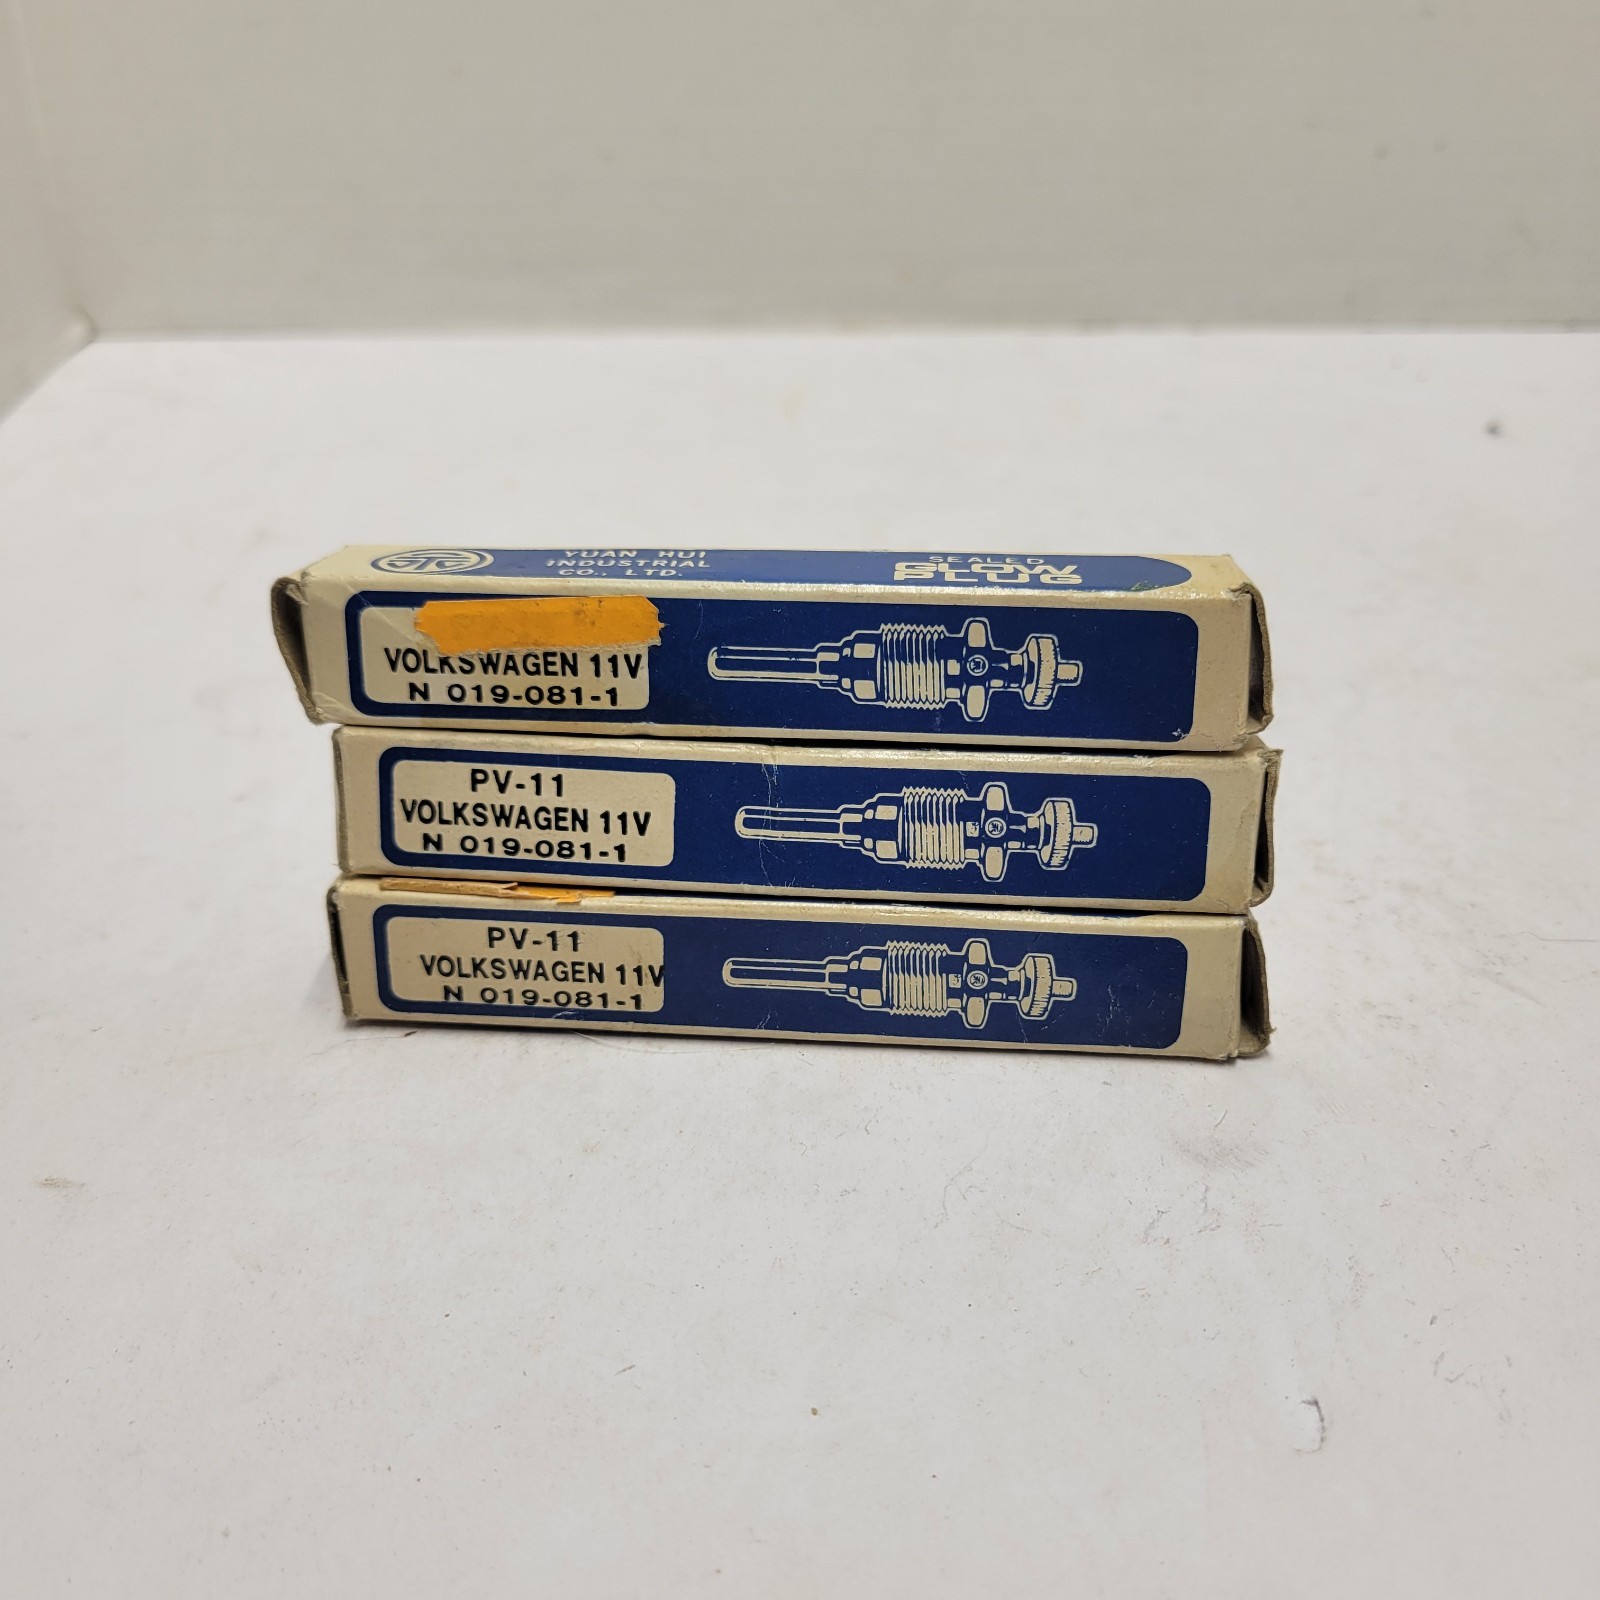 YUAN HUI
INDUSTRIAL
CO., LTD.
SEALED
GLOW
PLUG
VOLKSWAGEN 11V
N 019-081-1
PV-11
VOLKSWAGEN 11V
N 019-081-1
PV-11
VOLKSWAGEN 11V
N 019-081-1